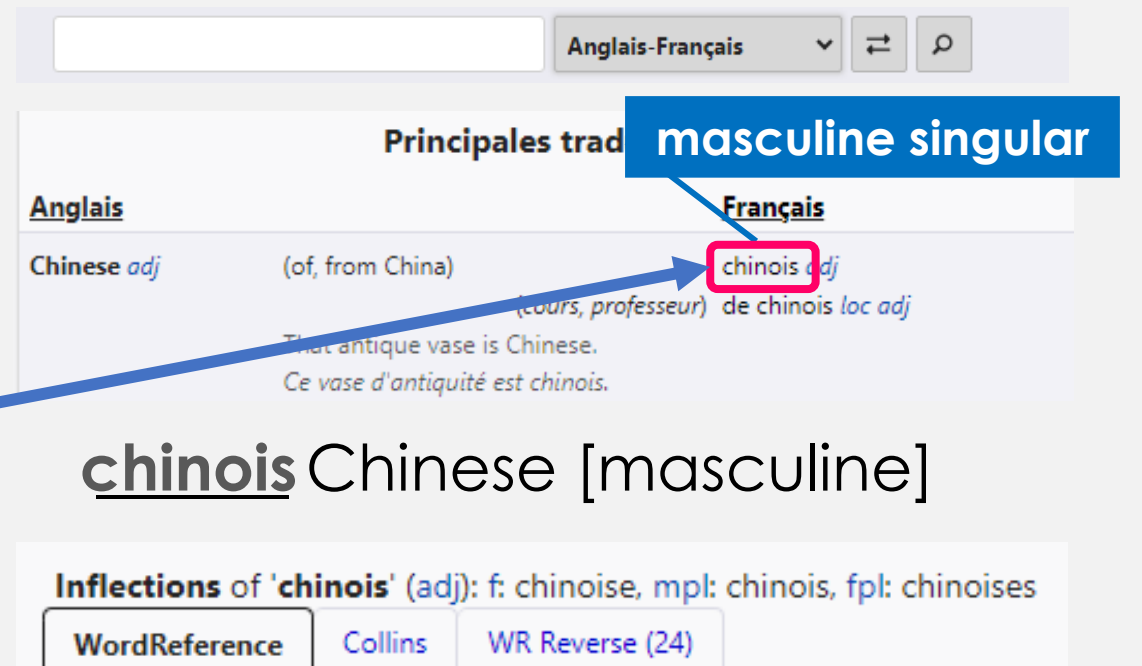 Anglais-Français
Principales trad
masculine singular
Anglais Français
Chinese adj (of, from China) chinois adj
(cours, professeur) de chinois loc adj
That antique vase is Chinese.
Ce vase d'antiquité est chinois.
chinois Chinese [masculine]
Inflections of 'chinois' (adj): f: chinoise, mpl: chinois, fpl: chinoises
WordReference Collins WR Reverse (24)